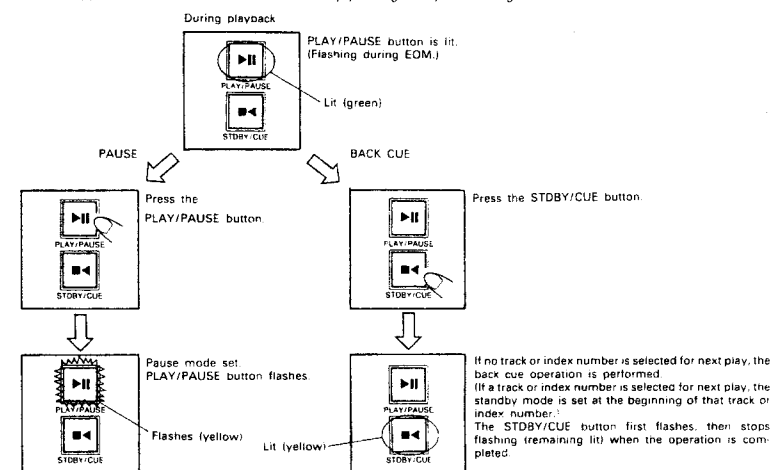 During playback
PLAY/PAUSE button is lit.
(Flashing during EOM.)
PLAY/PAUSE
Lit (green)
STDBY/CUE
PAUSE
BACK CUE
Press the
PLAY/PAUSE button.
PLAY/PAUSE
STDBY/CUE
Press the STDBY/CUE button.
PLAY/PAUSE
STDBY/CUE
Pause mode set.
PLAY/PAUSE button flashes.
PLAY/PAUSE
Flashes (yellow)
STDBY/CUE
PLAY/PAUSE
Lit (yellow)
STDBY/CUE
If no track or index number is selected for next play, the
back cue operation is performed.
(If a track or index number is selected for next play, the
standby mode is set at the beginning of that track or
index number.)
The STDBY/CUE button first flashes, then stops
flashing (remaining lit) when the operation is com-
pleted.